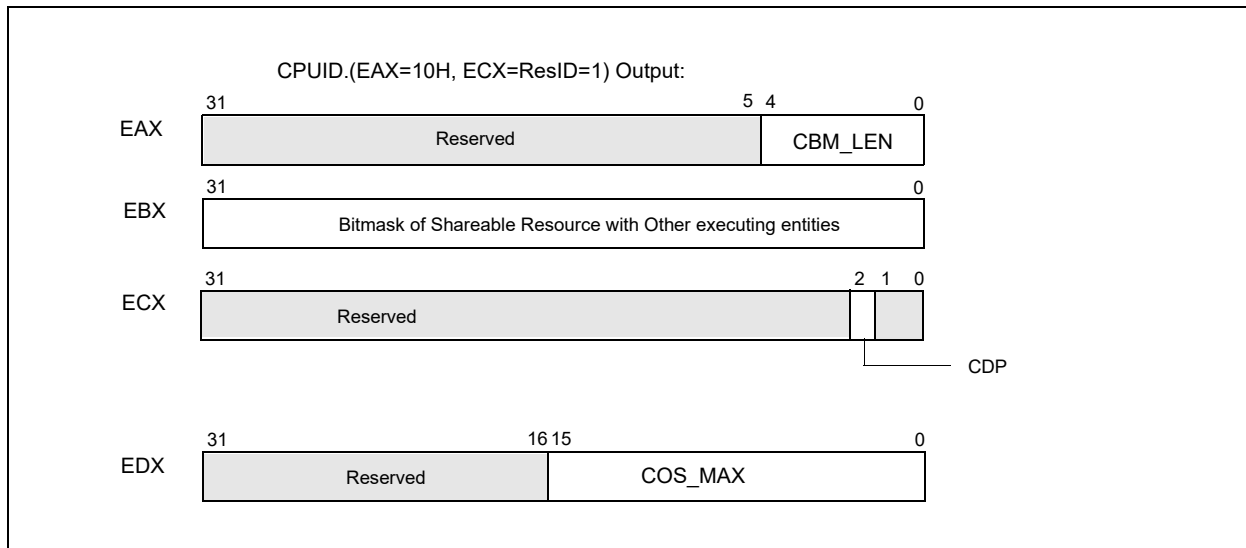 CPUID.(EAX=10H, ECX=ResID=1) Output:
31 5 4 0
EAX Reserved CBM_LEN
31 0
EBX Bitmask of Shareable Resource with Other executing entities
31 2 1 0
ECX Reserved
CDP
31 16 15 0
EDX Reserved COS_MAX